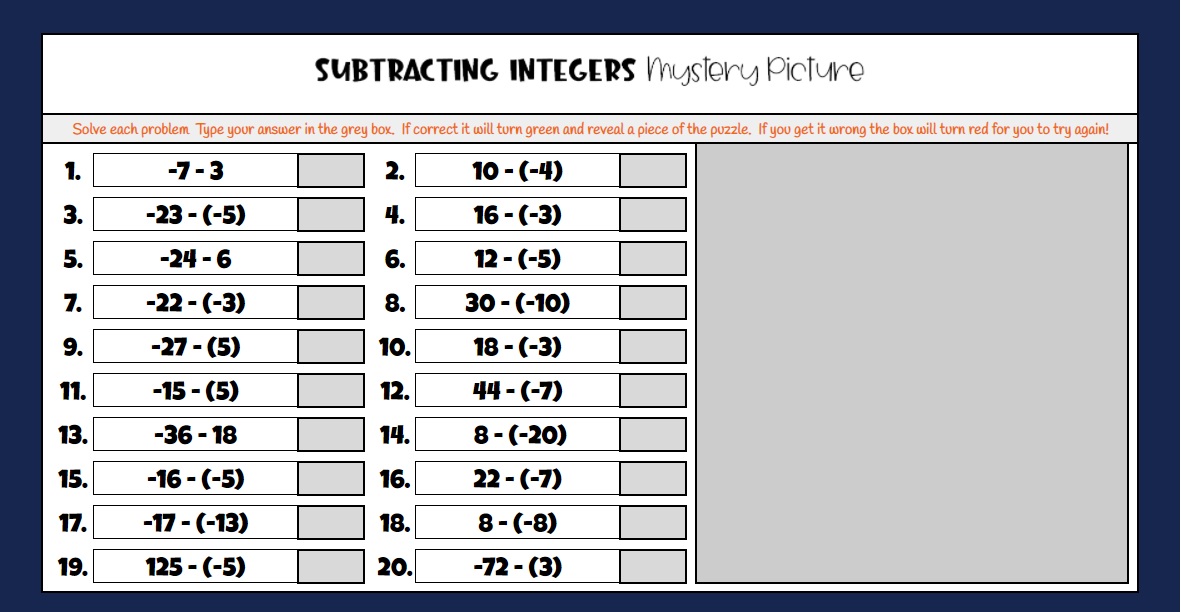 SUBTRACTING INTEGERS Mystery Picture
Solve each problem Type your answer in the grey box. If correct it will turn green and reveal a piece of the puzzle. If you get it wrong the box will turn red for you to try again!
1. -7 - 3 2. 10 - (-4)
3. -23 - (-5) 4. 16 - (-3)
5. -24 - 6 6. 12 - (-5)
7. -22 - (-3) 8. 30 - (-10)
9. -27 - (5) 10. 18 - (-3)
11. -15 - (5) 12. 44 - (-7)
13. -36 - 18 14. 8 - (-20)
15. -16 - (-5) 16. 22 - (-7)
17. -17 - (-13) 18. 8 - (-8)
19. 125 - (-5) 20. -72 - (3)